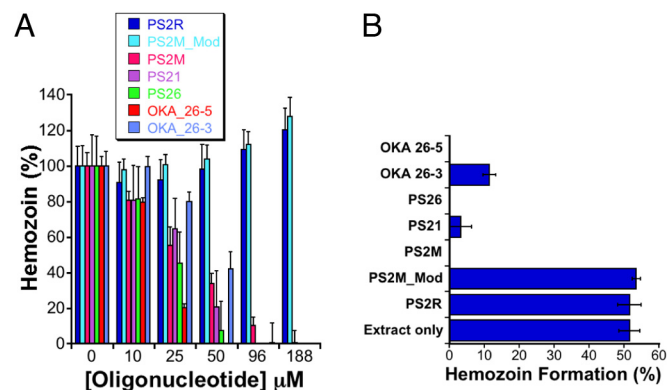 A
PS2R
PS2M_Mod
PS2M
PS21
PS26
OKA_26-5
OKA_26-3
Hemozoin (%)
140
120
100
80
60
40
20
0
0 10 25 50 96 188
[Oligonucleotide] µM
B
OKA 26-5
OKA 26-3
PS26
PS21
PS2M
PS2M_Mod
PS2R
Extract only
0 10 20 30 40 50 60
Hemozoin Formation (%)